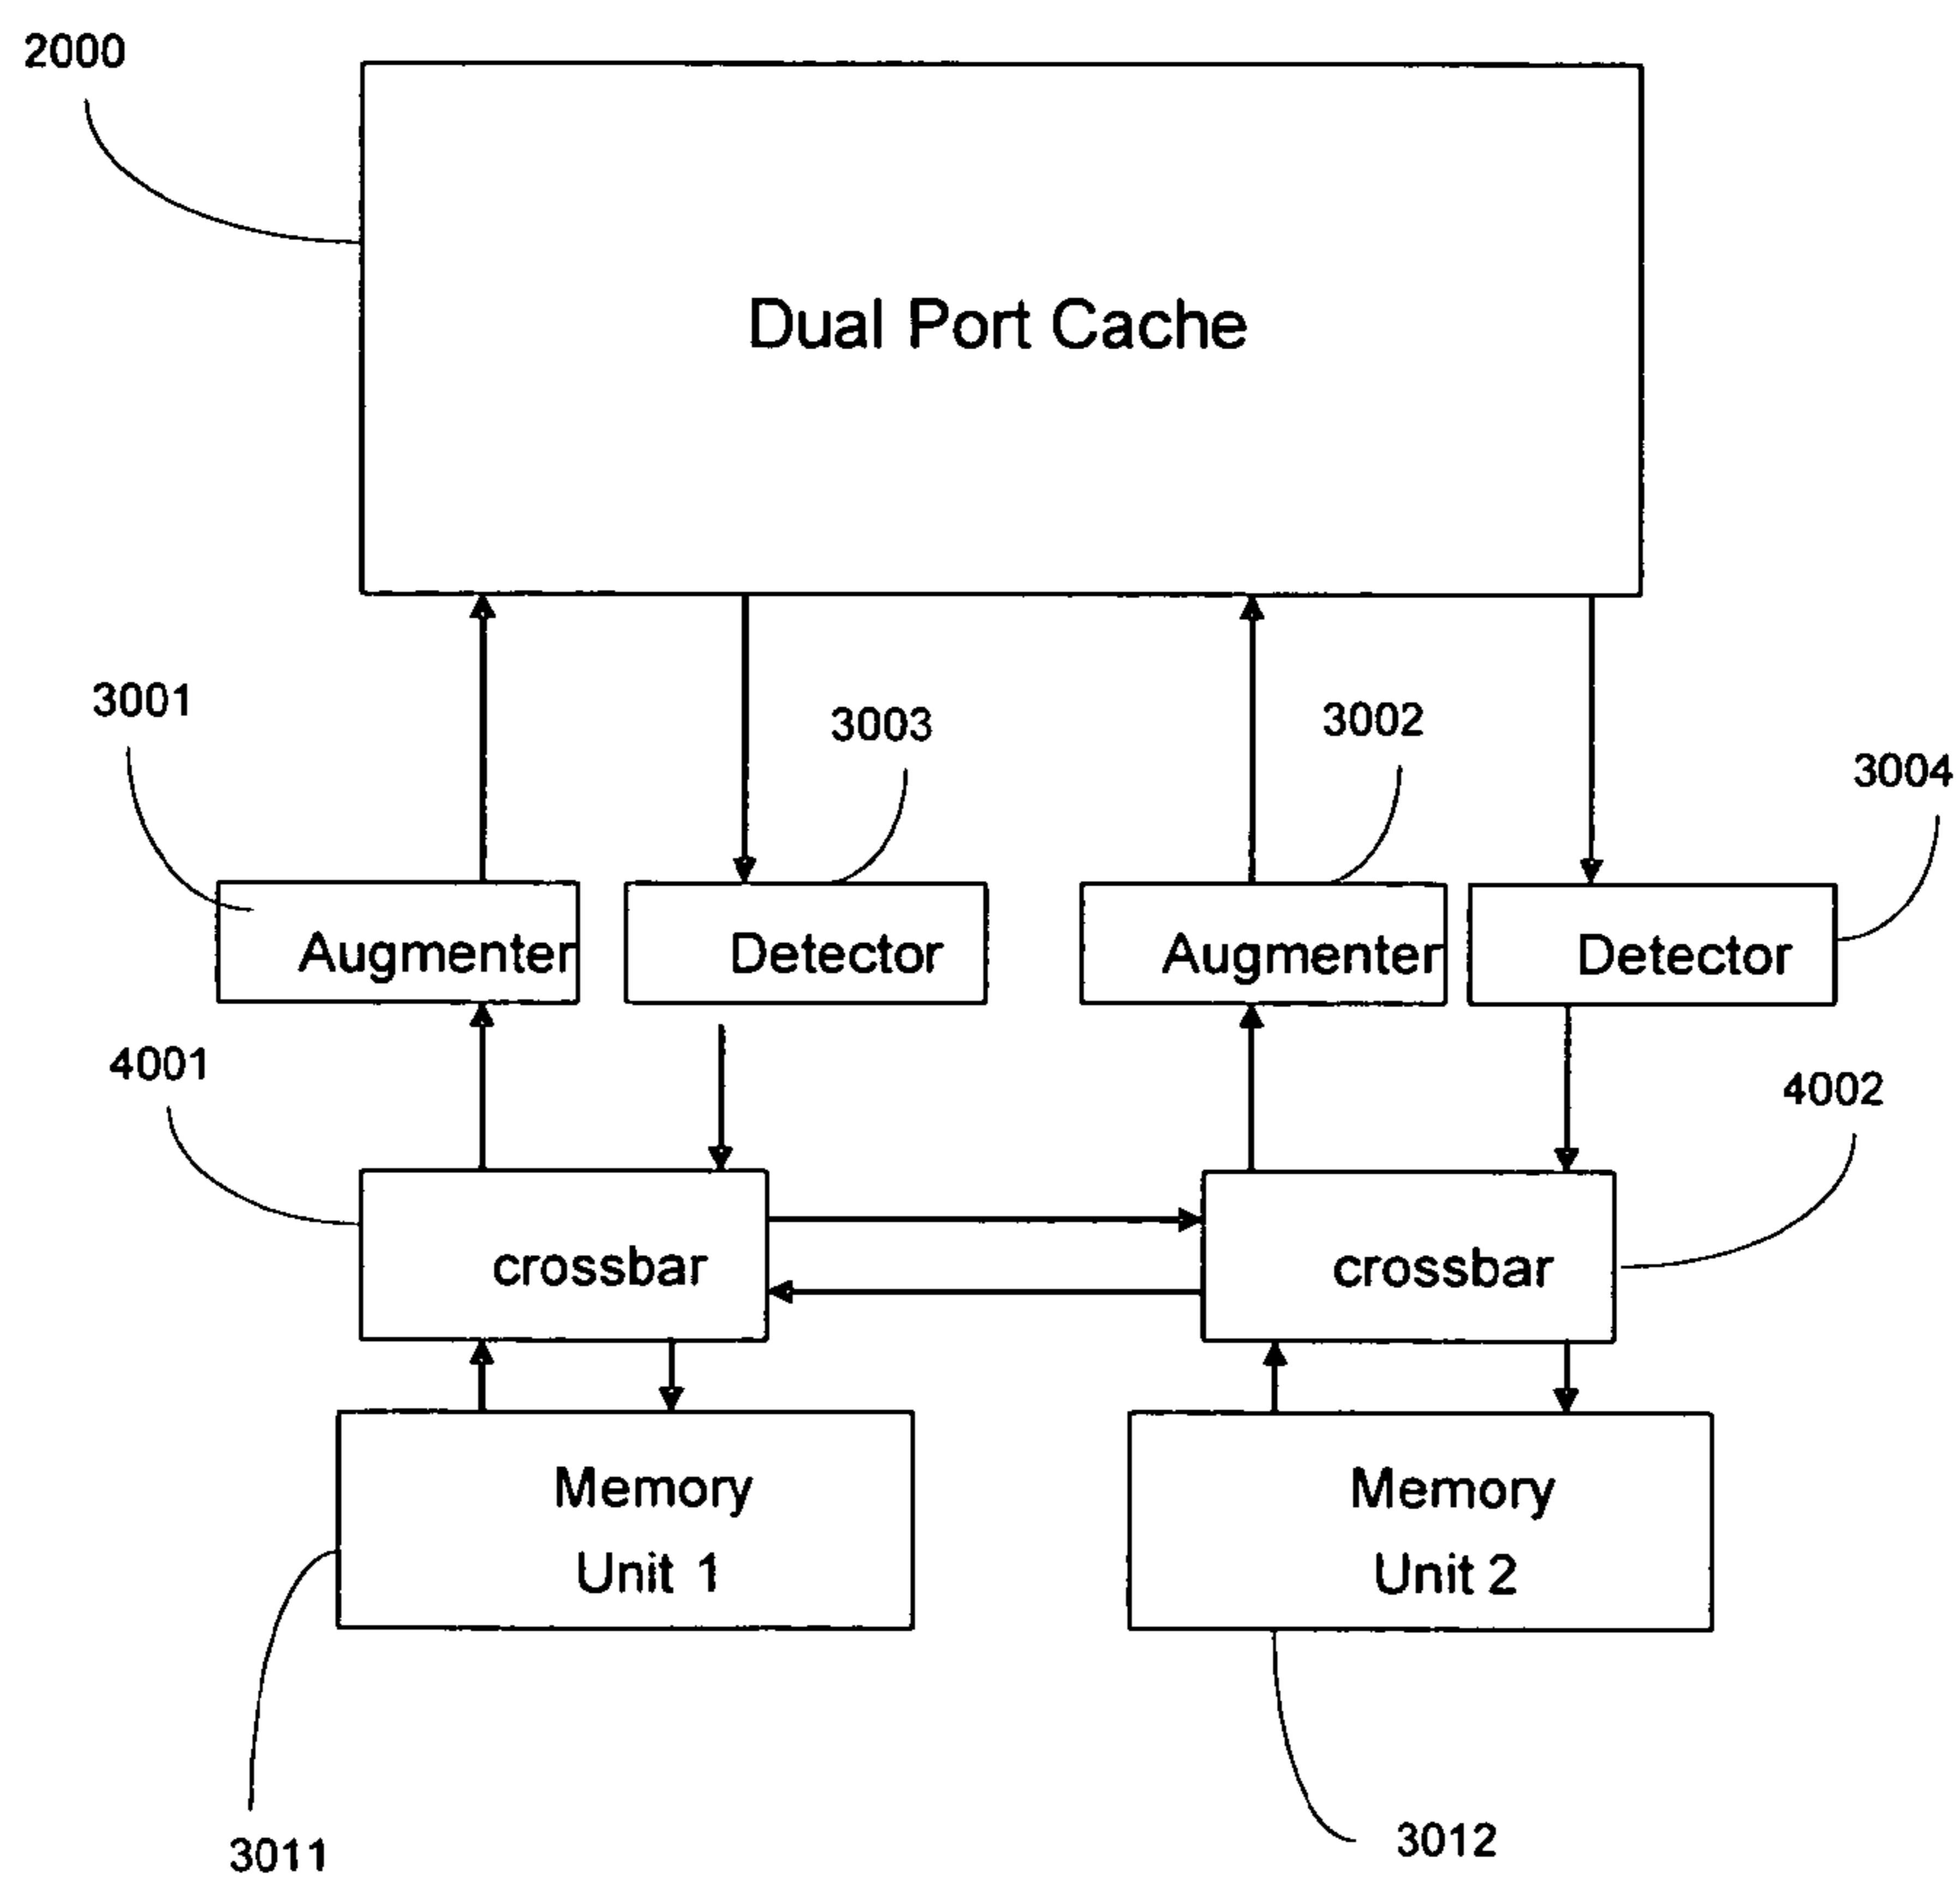 2000
Dual Port Cache
3001
3003
3002
3004
Augmenter
Detector
Augmenter
Detector
4001
4002
crossbar
crossbar
Memory
Unit 1
Memory
Unit 2
3011
3012